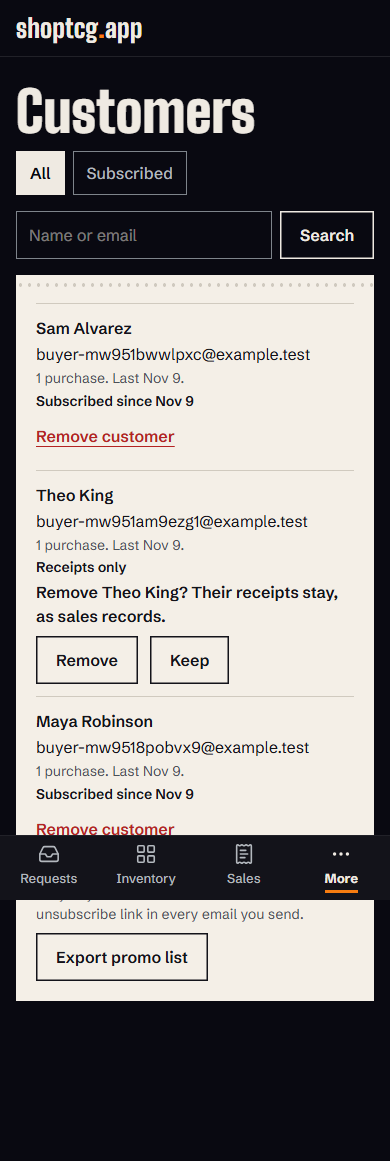 shoptcg.app
Customers
All
Subscribed
Name or email
Search
Sam Alvarez
buyer-mw951bwwlpxc@example.test
1 purchase. Last Nov 9.
Subscribed since Nov 9
Remove customer
Theo King
buyer-mw951am9ezg1@example.test
1 purchase. Last Nov 9.
Receipts only
Remove Theo King? Their receipts stay,
as sales records.
Remove
Keep
Maya Robinson
buyer-mw9518pobvx9@example.test
1 purchase. Last Nov 9.
Subscribed since Nov 9
Remove customer
Requests
Inventory
Sales
More
unsubscribe link in every email you send.
Export promo list